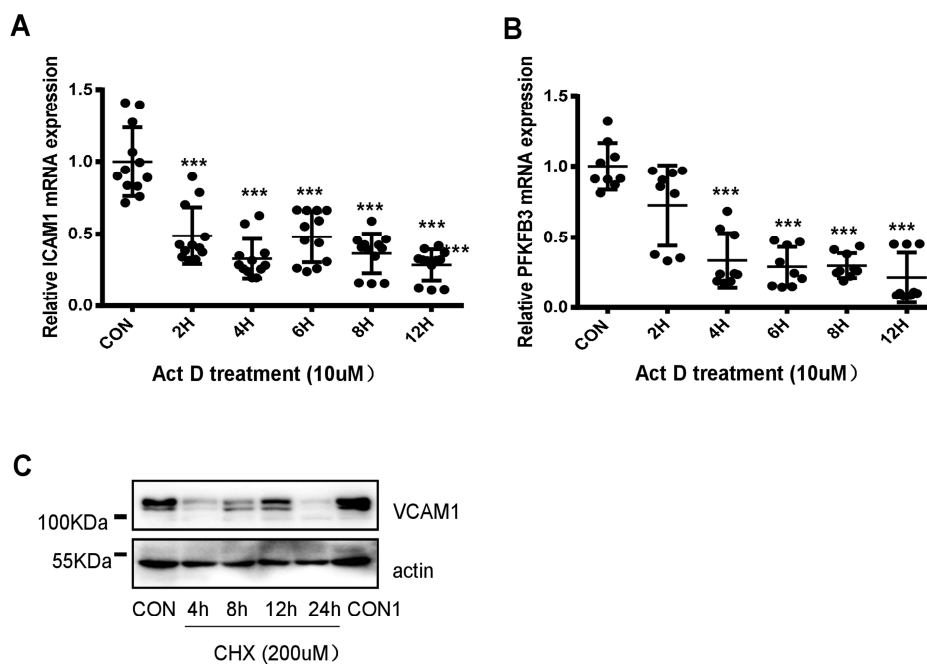 A
Relative ICAM1 mRNA expression
1.5
1.0
0.5
0.0
***
***
***
***
***
***
CON
2H
4H
6H
8H
12H
Act D treatment (10uM）
B
Relative PFKFB3 mRNA expression
1.5
1.0
0.5
0.0
***
***
***
***
CON
2H
4H
6H
8H
12H
Act D treatment (10uM）
C
VCAM1
100KDa
55KDa
actin
CON 4h 8h 12h 24h CON1
CHX (200uM)